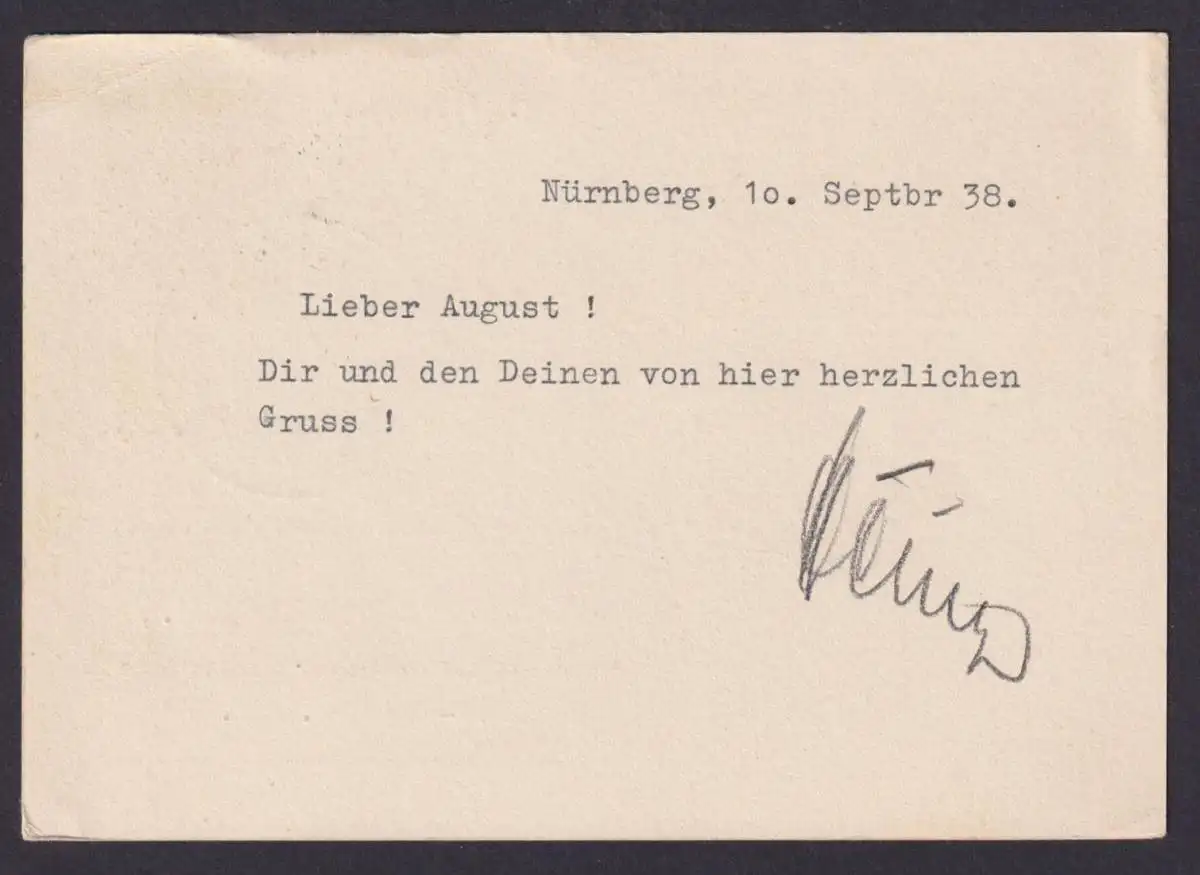 Nürnberg, 1o. Septbr 38.
Lieber August !
Dir und den Deinen von hier herzlichen
Gruss !